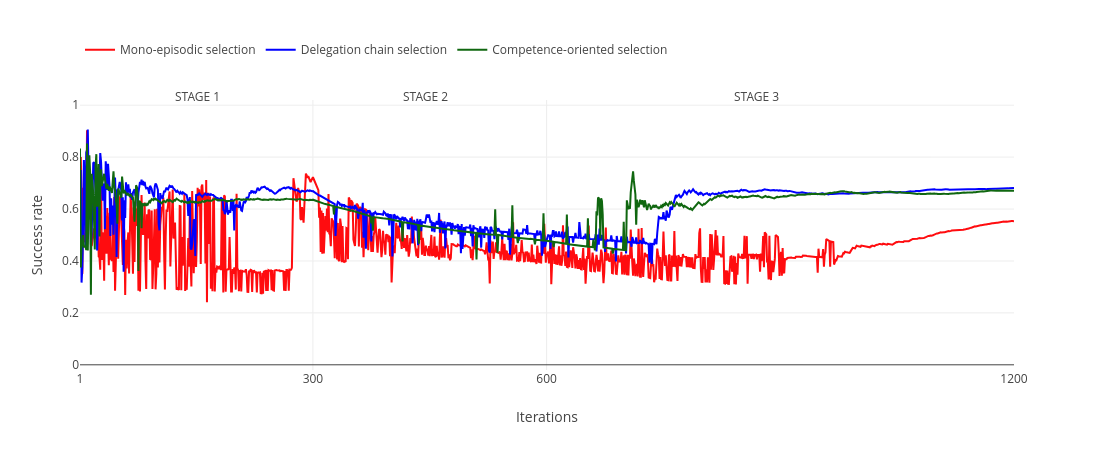 Mono-episodic selection Delegation chain selection Competence-oriented selection
STAGE 1 STAGE 2 STAGE 3
1
0.8
0.6
0.4
0.2
0
Success rate
1 300 600 1200
Iterations